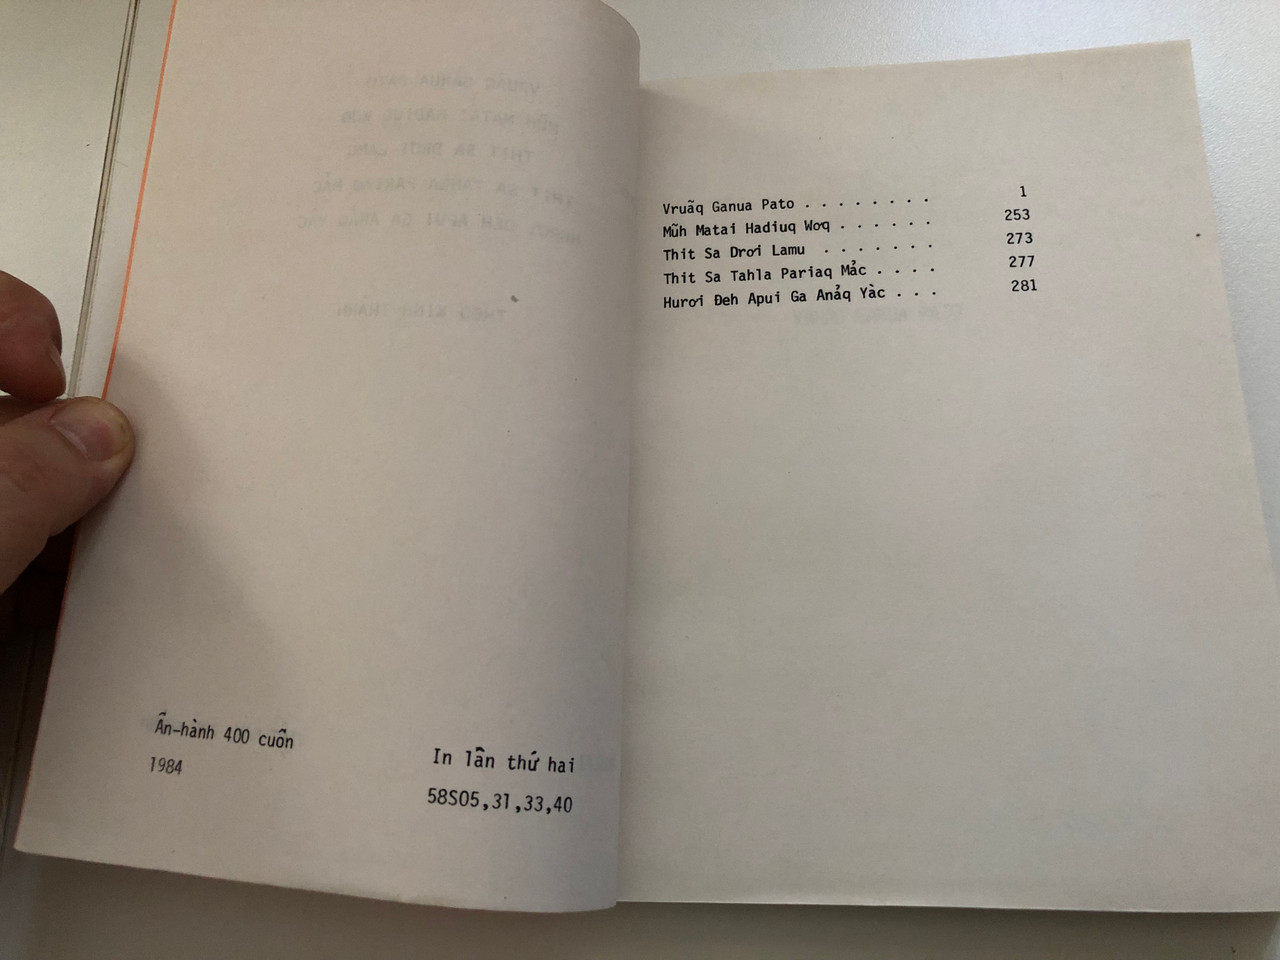 Ấn-hành 400 cuốn
1984
In lần thứ hai
58S05,31,33,40
Vruãq Ganua Pato . . . . . . . . 1
Mũh Matai Hadiuq Woq . . . . . . 253
Thit Sa Drơi Lamu . . . . . . . 273
Thit Sa Tahla Pariaq Mảc . . . . 277
Hurơi Đeh Apui Ga Anảq Yàc . . . 281